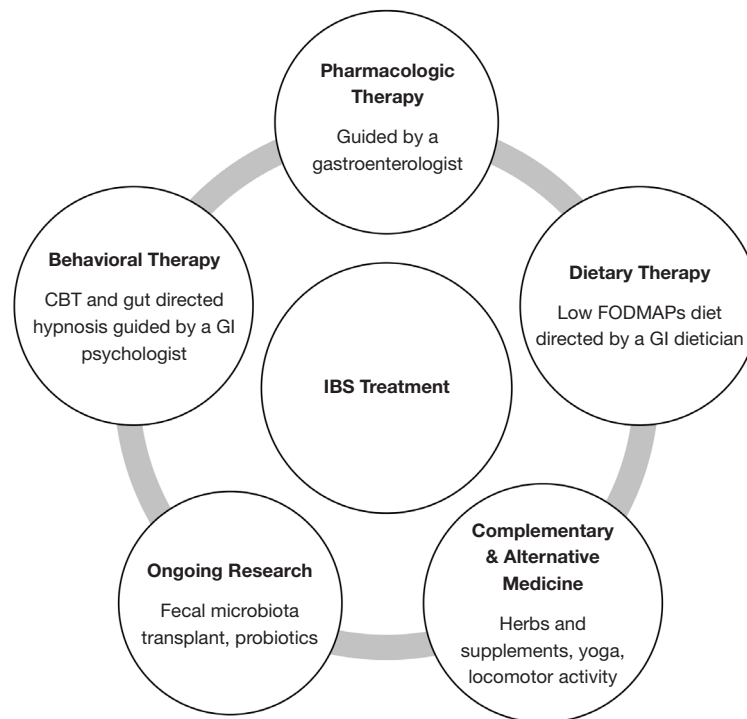 Pharmacologic
Therapy
Guided by a
gastroenterologist
Behavioral Therapy
CBT and gut directed
hypnosis guided by a GI
psychologist
Dietary Therapy
Low FODMAPs diet
directed by a GI dietician
IBS Treatment
Ongoing Research
Fecal microbiota
transplant, probiotics
Complementary
& Alternative
Medicine
Herbs and
supplements, yoga,
locomotor activity